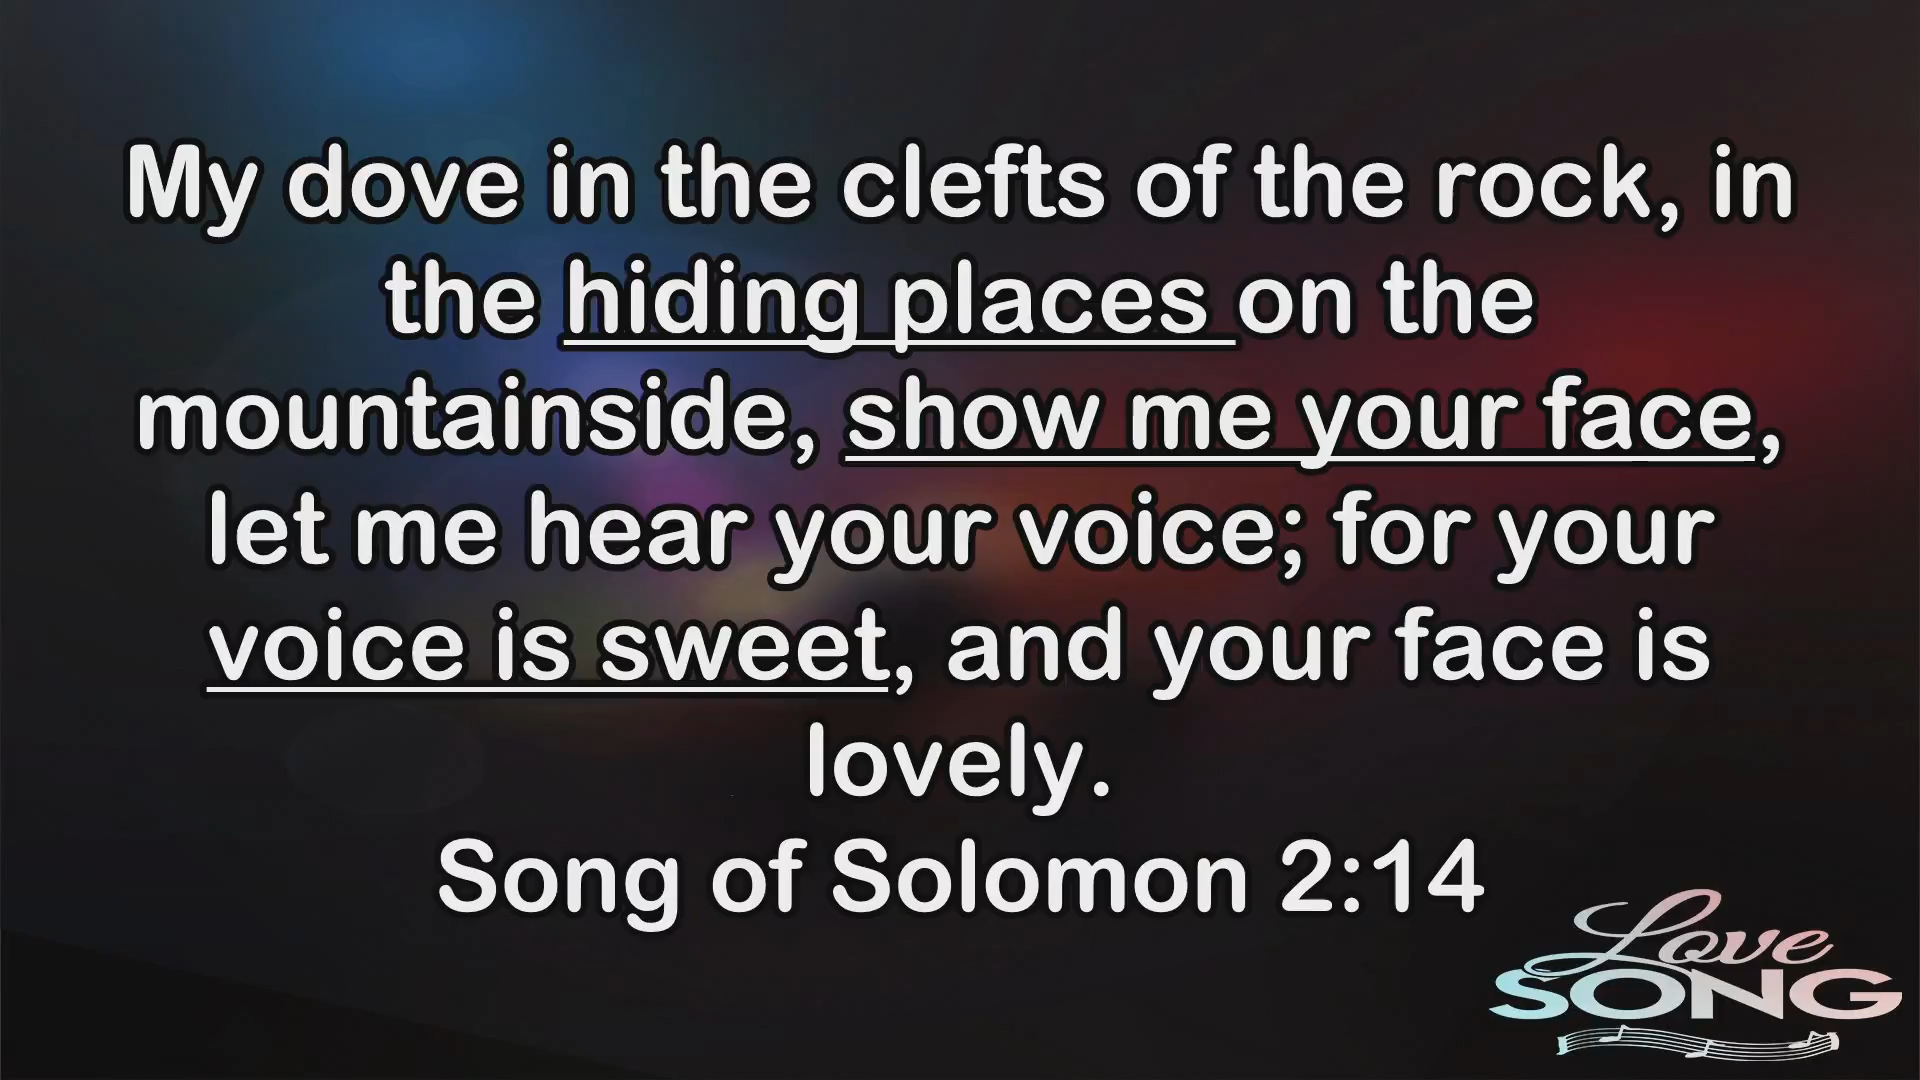 My dove in the clefts of the rock, in
the hiding places on the
mountainside, show me your face,
let me hear your voice; for your
voice is sweet, and your face is
lovely.
Song of Solomon 2:14
Love
SONG